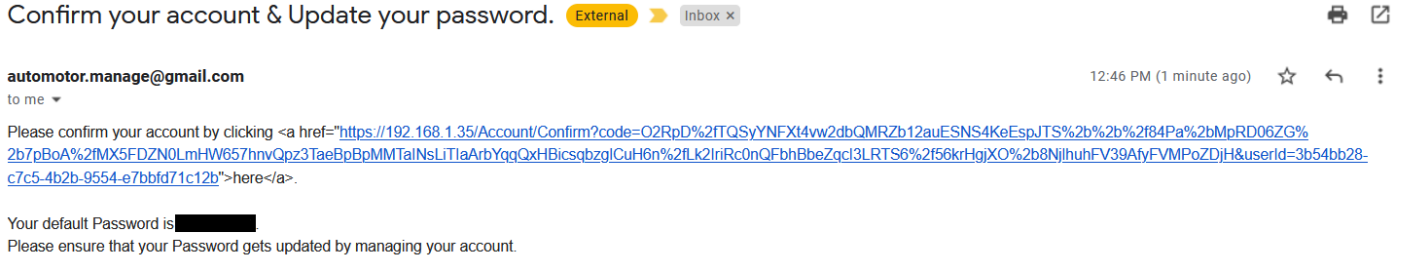 Confirm your account & Update your password. External Inbox ×
automotor.manage@gmail.com 12:46 PM (1 minute ago)
to me
Please confirm your account by clicking <a href="https://192.168.1.35/Account/Confirm?code=O2RpD%2fTQSyYNFXt4vw2dbQMRZb12auESNS4KeEspJTS%2b%2b%2f84Pa%2bMpRD06ZG%
2b7pBoA%2fMX5FDZN0LmHW657hnvQpz3TaeBpBpMMTaINsLiTIaArbYqqQxHBicsqbzglCuH6n%2fLk2IriRc0nQFbhBbeZqcI3LRTS6%2f56krHgjXO%2b8NjlhuhFV39AfyFVMPoZDjH&userId=3b54bb28-
c7c5-4b2b-9554-e7bbfd71c12b">here</a>.
Your default Password is .
Please ensure that your Password gets updated by managing your account.